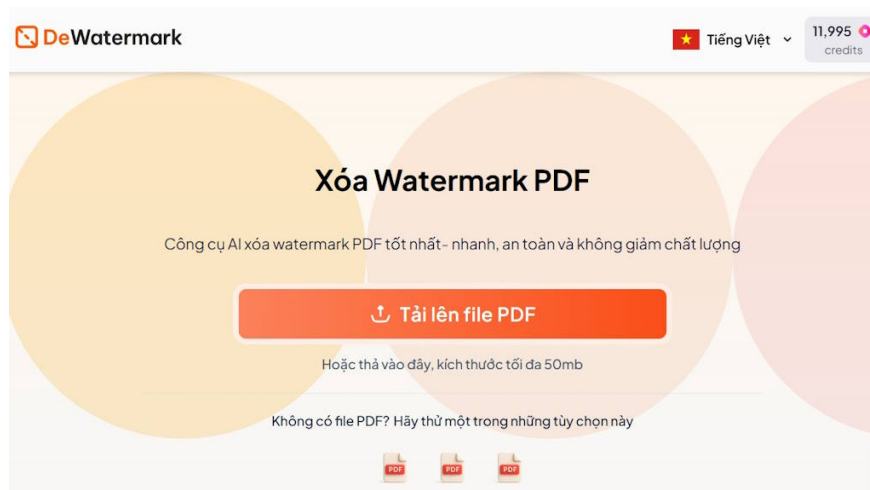 DeWatermark
Tiếng Việt
11,995
credits
Xóa Watermark PDF
Công cụ AI xóa watermark PDF tốt nhất- nhanh, an toàn và không giảm chất lượng
Tải lên file PDF
Hoặc thả vào đây, kích thước tối đa 50mb
Không có file PDF? Hãy thử một trong những tùy chọn này
PDF PDF PDF